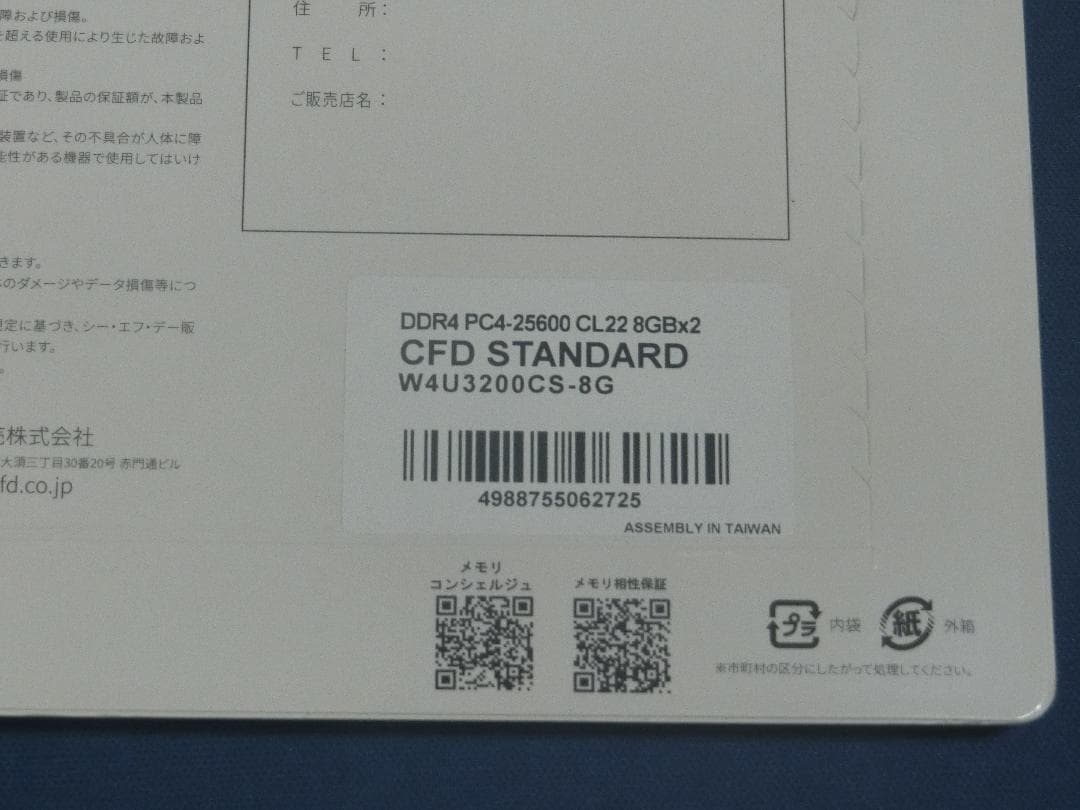 障および損傷。
を超える使用により生じた故障およ
損傷
証であり、製品の保証額が、本製品
装置など、その不具合が人体に障
能性がある機器で使用してはいけ
きます。
のダメージやデータ損傷等につ
規定に基づき、シー・エフ・デー販
行います。
。
売株式会社
大須三丁目30番20号 赤門通ビル
fd.co.jp
住　所：
ＴＥＬ：
ご販売店名：
DDR4 PC4-25600 CL22 8GBx2
CFD STANDARD
W4U3200CS-8G
4988755062725
ASSEMBLY IN TAIWAN
メモリ
コンシェルジュ
メモリ相性保証
プラ 内袋
紙 外箱
※市町村の区分にしたがって処理してください。